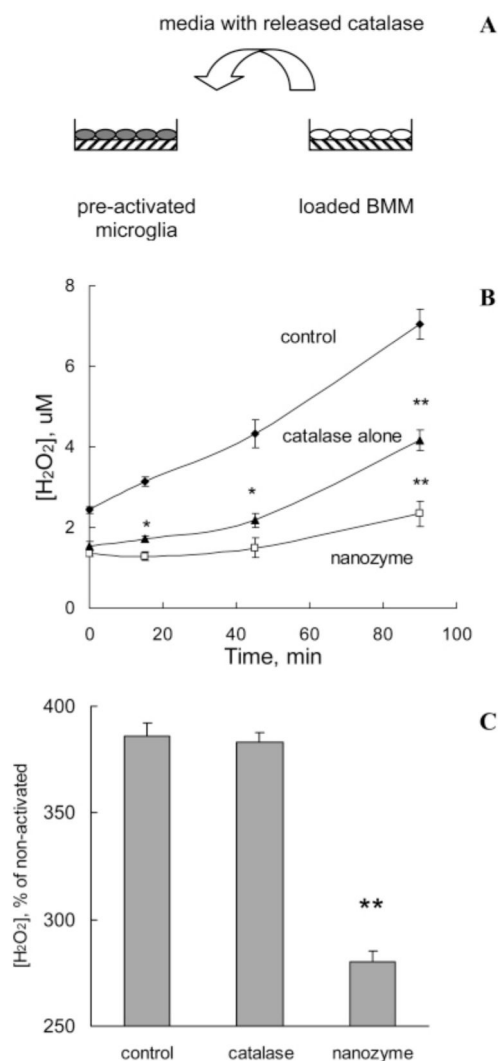 media with released catalase
A
pre-activated
microglia
loaded BMM
B
[H₂O₂], uM
8
6
4
2
0
control
catalase alone
nanozyme
**
*
*
**
0 20 40 60 80 100
Time, min
C
[H₂O₂], % of non-activated
400
350
300
250
**
control catalase nanozyme